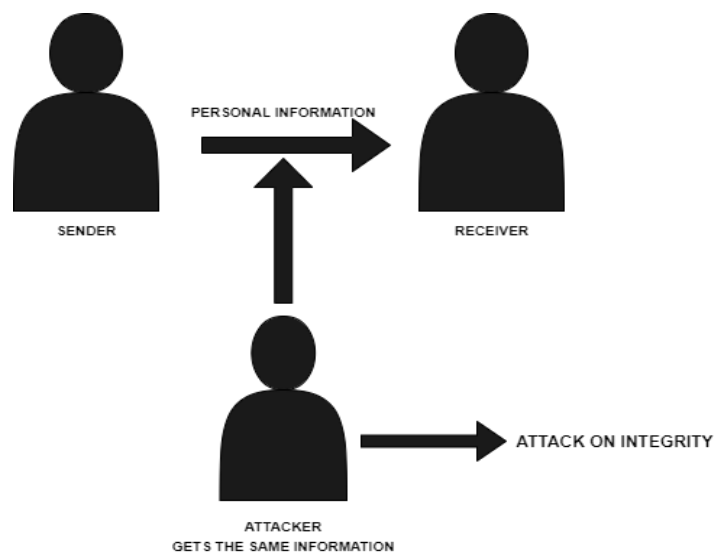 PERSONAL INFORMATION
SENDER
RECEIVER
ATTACK ON INTEGRITY
ATTACKER
GETS THE SAME INFORMATION